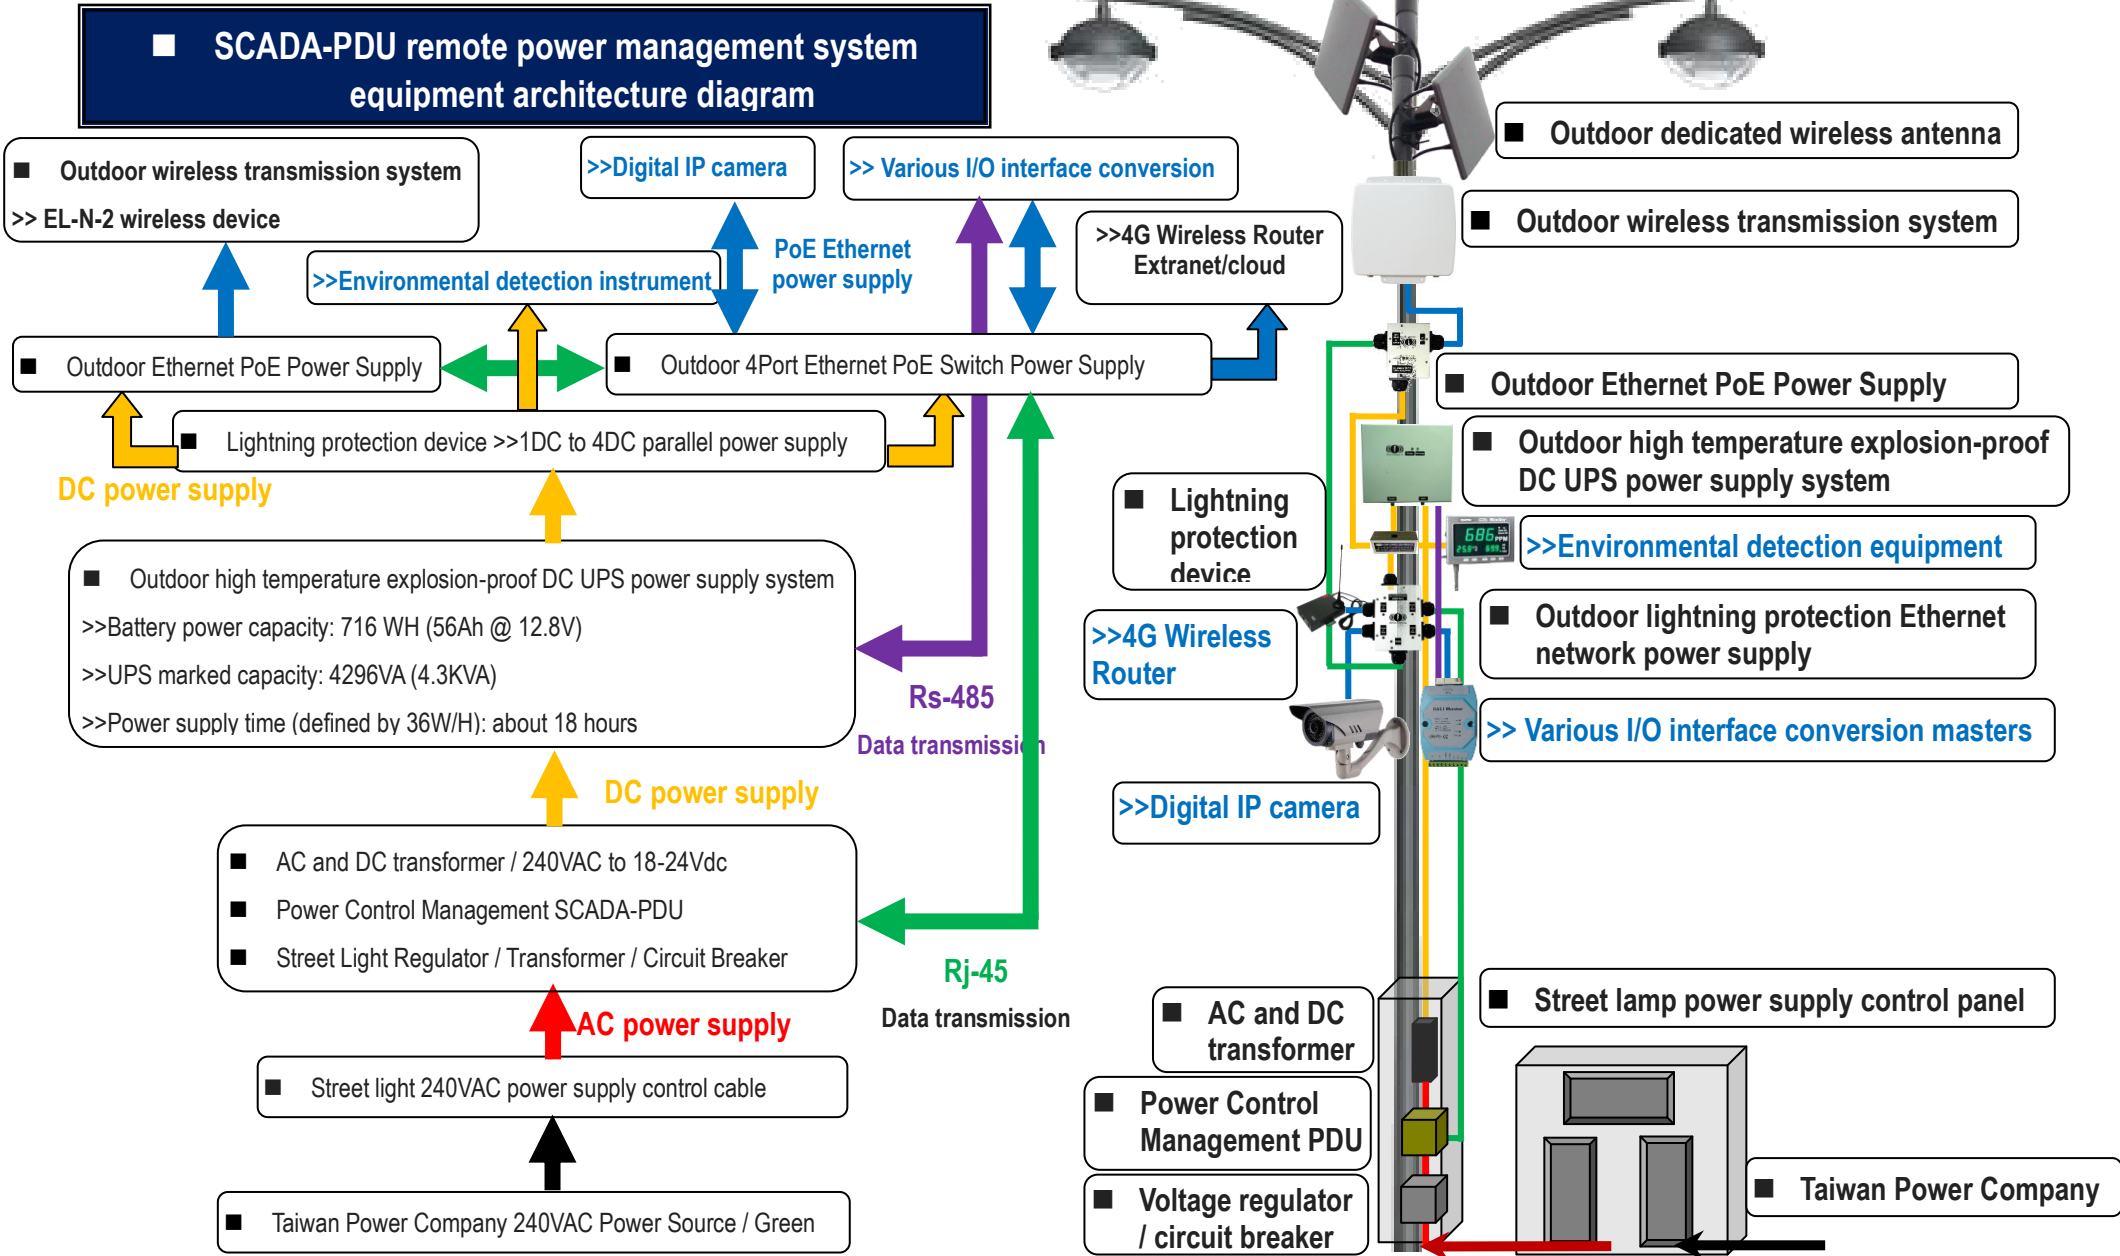 ■ SCADA-PDU remote power management system
equipment architecture diagram
■ Outdoor wireless transmission system
>> EL-N-2 wireless device
>>Digital IP camera
>> Various I/O interface conversion
PoE Ethernet
power supply
>>4G Wireless Router
Extranet/cloud
>>Environmental detection instrument
■ Outdoor Ethernet PoE Power Supply
■ Outdoor 4Port Ethernet PoE Switch Power Supply
■ Lightning protection device >>1DC to 4DC parallel power supply
DC power supply
■ Outdoor high temperature explosion-proof DC UPS power supply system
>>Battery power capacity: 716 WH (56Ah @ 12.8V)
>>UPS marked capacity: 4296VA (4.3KVA)
>>Power supply time (defined by 36W/H): about 18 hours
Rs-485
Data transmission
DC power supply
■ AC and DC transformer / 240VAC to 18-24Vdc
■ Power Control Management SCADA-PDU
■ Street Light Regulator / Transformer / Circuit Breaker
Rj-45
Data transmission
AC power supply
■ Street light 240VAC power supply control cable
■ Taiwan Power Company 240VAC Power Source / Green
■ Outdoor dedicated wireless antenna
■ Outdoor wireless transmission system
■ Outdoor Ethernet PoE Power Supply
■ Outdoor high temperature explosion-proof
DC UPS power supply system
■ Lightning
protection
device
686 PPM
>>Environmental detection equipment
■ Outdoor lightning protection Ethernet
network power supply
>>4G Wireless
Router
>> Various I/O interface conversion masters
>>Digital IP camera
■ Street lamp power supply control panel
■ AC and DC
transformer
■ Power Control
Management PDU
■ Voltage regulator
/ circuit breaker
■ Taiwan Power Company